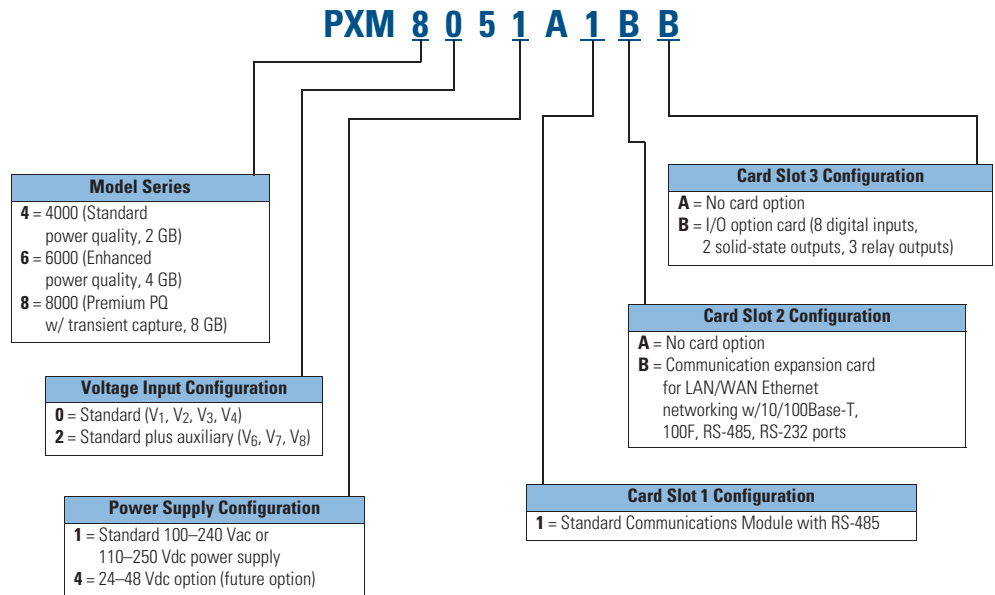 PXM 8 0 5 1 A 1 B B
Model Series
4 = 4000 (Standard
power quality, 2 GB)
6 = 6000 (Enhanced
power quality, 4 GB)
8 = 8000 (Premium PQ
w/ transient capture, 8 GB)
Voltage Input Configuration
0 = Standard (V1, V2, V3, V4)
2 = Standard plus auxiliary (V6, V7, V8)
Power Supply Configuration
1 = Standard 100–240 Vac or
110–250 Vdc power supply
4 = 24–48 Vdc option (future option)
Card Slot 3 Configuration
A = No card option
B = I/O option card (8 digital inputs,
2 solid-state outputs, 3 relay outputs)
Card Slot 2 Configuration
A = No card option
B = Communication expansion card
for LAN/WAN Ethernet
networking w/10/100Base-T,
100F, RS-485, RS-232 ports
Card Slot 1 Configuration
1 = Standard Communications Module with RS-485